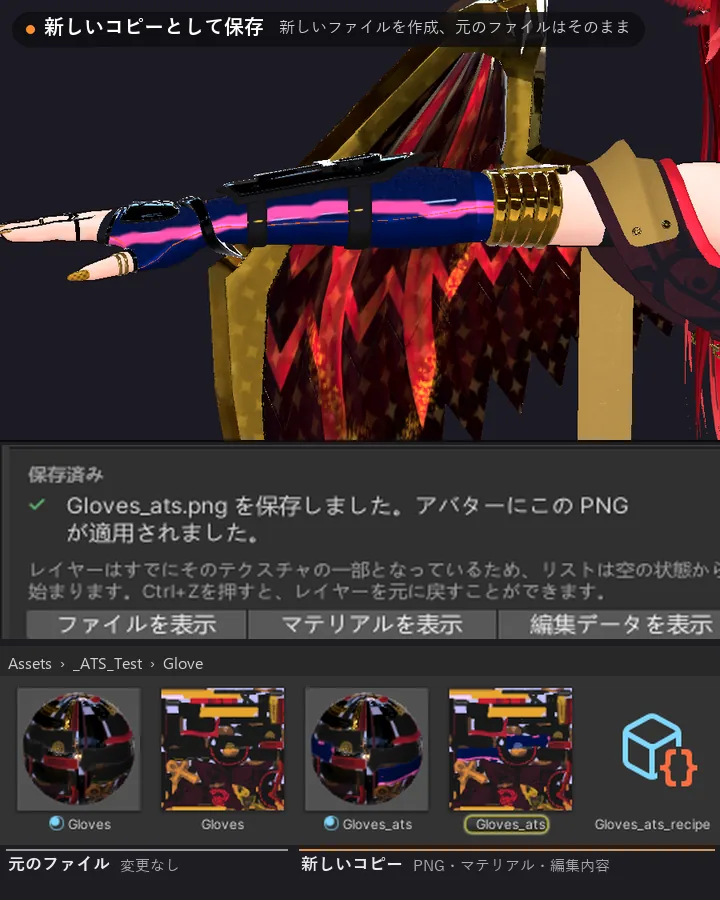 新しいコピーとして保存 新しいファイルを作成、元のファイルはそのまま
保存済み
Gloves_ats.png を保存しました。アバターにこの PNG
が適用されました。
レイヤーはすでにそのテクスチャの一部となっているため、リストは空の状態から
始まります。Ctrl+Zを押すと、レイヤーを元に戻すことができます。
ファイルを表示 マテリアルを表示 編集データを表示
Assets › _ATS_Test › Glove
Gloves Gloves Gloves_ats Gloves_ats Gloves_ats_recipe
元のファイル 変更なし 新しいコピー PNG・マテリアル・編集内容